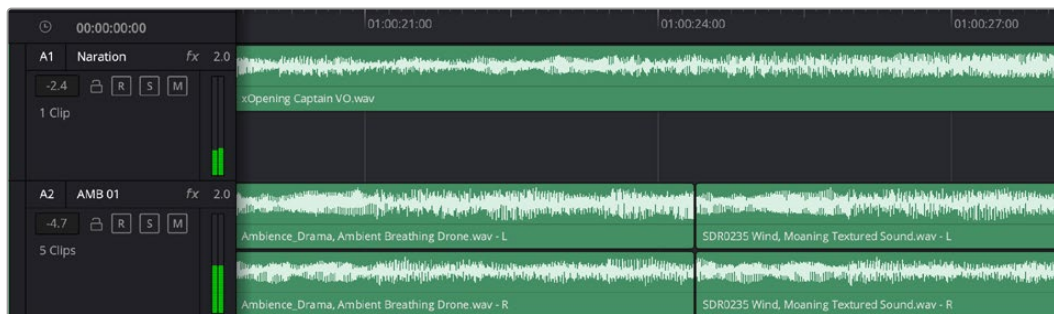 00:00:00:00 01:00:21:00 01:00:24:00 01:00:27:00
A1 Naration fx 2.0
-2.4 R S M
xOpening Captain VO.wav
1 Clip
A2 AMB 01 fx 2.0
-4.7 R S M
Ambience_Drama, Ambient Breathing Drone.wav - L SDR0235 Wind, Moaning Textured Sound.wav - L
5 Clips
Ambience_Drama, Ambient Breathing Drone.wav - R SDR0235 Wind, Moaning Textured Sound.wav - R